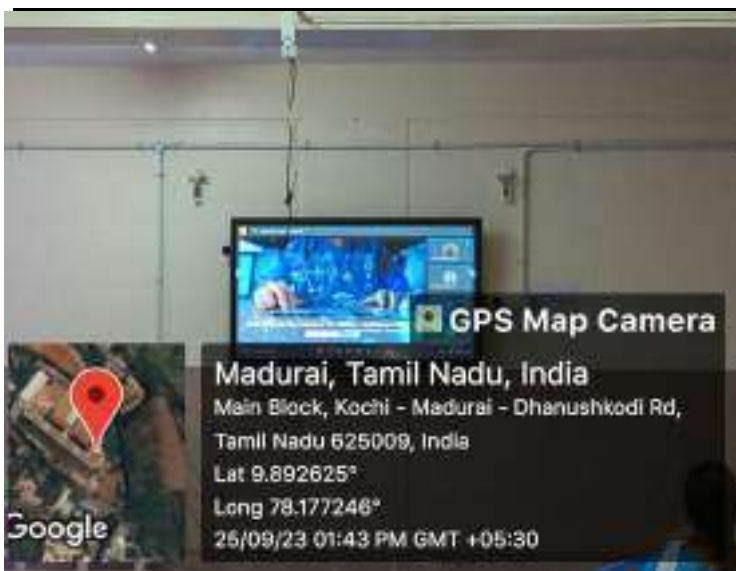 GPS Map Camera
Madurai, Tamil Nadu, India
Main Block, Kochi - Madurai - Dhanushkodi Rd,
Tamil Nadu 625009, India
Lat 9.892625°
Long 78.177246°
25/09/23 01:43 PM GMT +05:30
Google